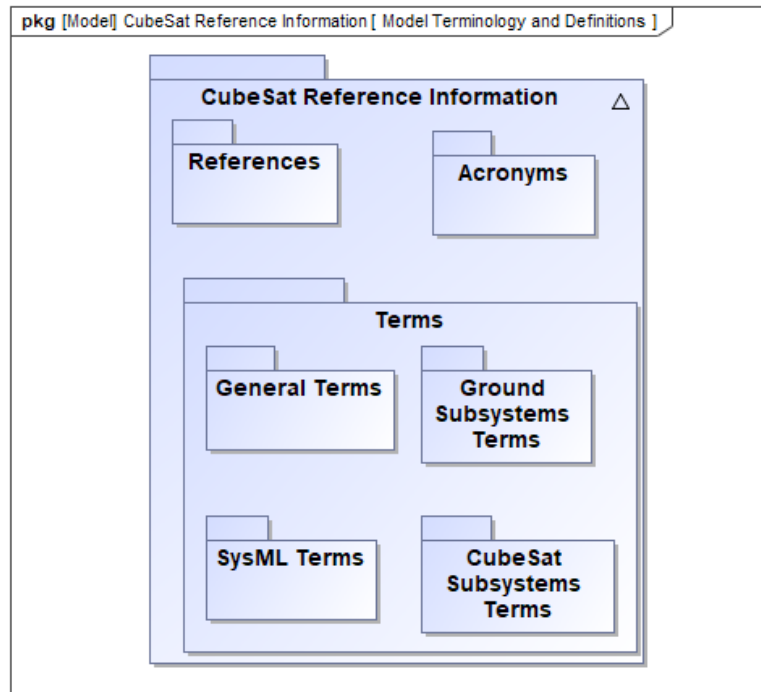 pkg [Model] CubeSat Reference Information [ Model Terminology and Definitions ]
CubeSat Reference Information
References
Acronyms
Terms
General Terms
Ground
Subsystems
Terms
SysML Terms
CubeSat
Subsystems
Terms